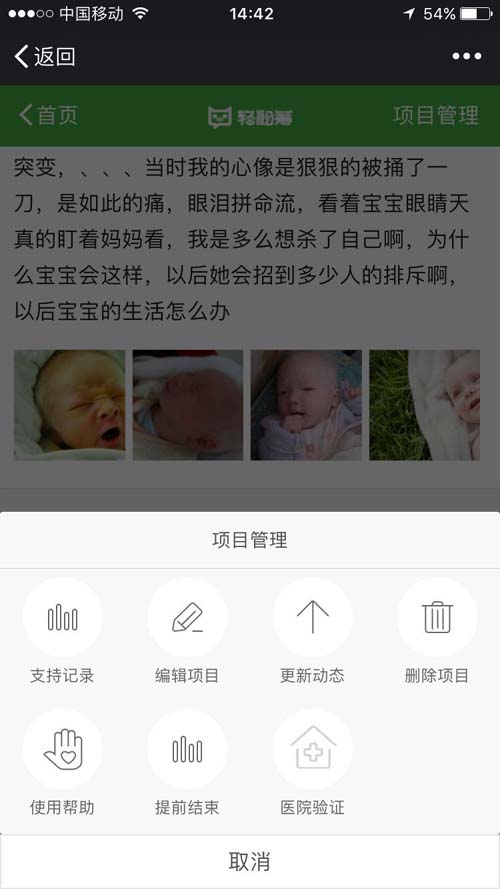 中国移动
14:42
54%
返回
首页
轻松筹
项目管理
突变，、、、当时我的心像是狠狠的被捅了一
刀，是如此的痛，眼泪拼命流，看着宝宝眼睛天
真的盯着妈妈看，我是多么想杀了自己啊，为什
么宝宝会这样，以后她会招到多少人的排斥啊，
以后宝宝的生活怎么办
项目管理
支持记录
编辑项目
更新动态
删除项目
使用帮助
提前结束
医院验证
取消